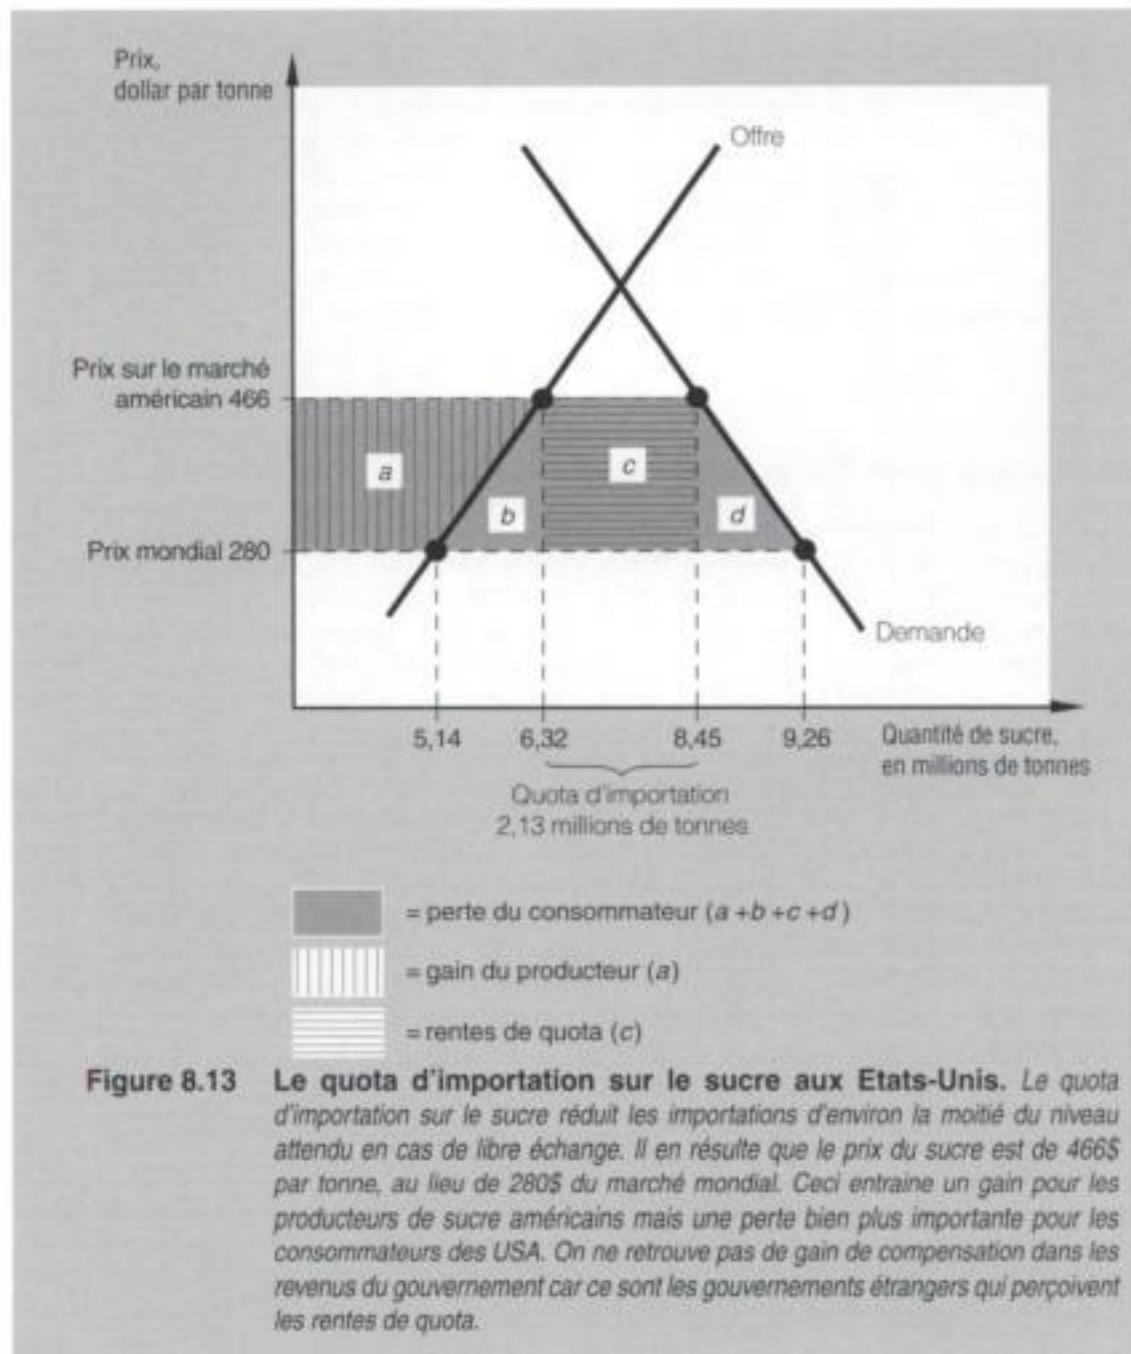 Prix,
dollar par tonne
Offre
Prix sur le marché
américain 466
a
c
b
d
Prix mondial 280
Demande
5,14 6,32 8,45 9,26 Quantité de sucre,
en millions de tonnes
Quota d'importation
2,13 millions de tonnes
= perte du consommateur (a+b+c+d)
= gain du producteur (a)
= rentes de quota (c)
Figure 8.13 Le quota d'importation sur le sucre aux Etats-Unis. Le quota
d'importation sur le sucre réduit les importations d'environ la moitié du niveau
attendu en cas de libre échange. Il en résulte que le prix du sucre est de 466$
par tonne, au lieu de 280$ du marché mondial. Ceci entraine un gain pour les
producteurs de sucre américains mais une perte bien plus importante pour les
consommateurs des USA. On ne retrouve pas de gain de compensation dans les
revenus du gouvernement car ce sont les gouvernements étrangers qui perçoivent
les rentes de quota.